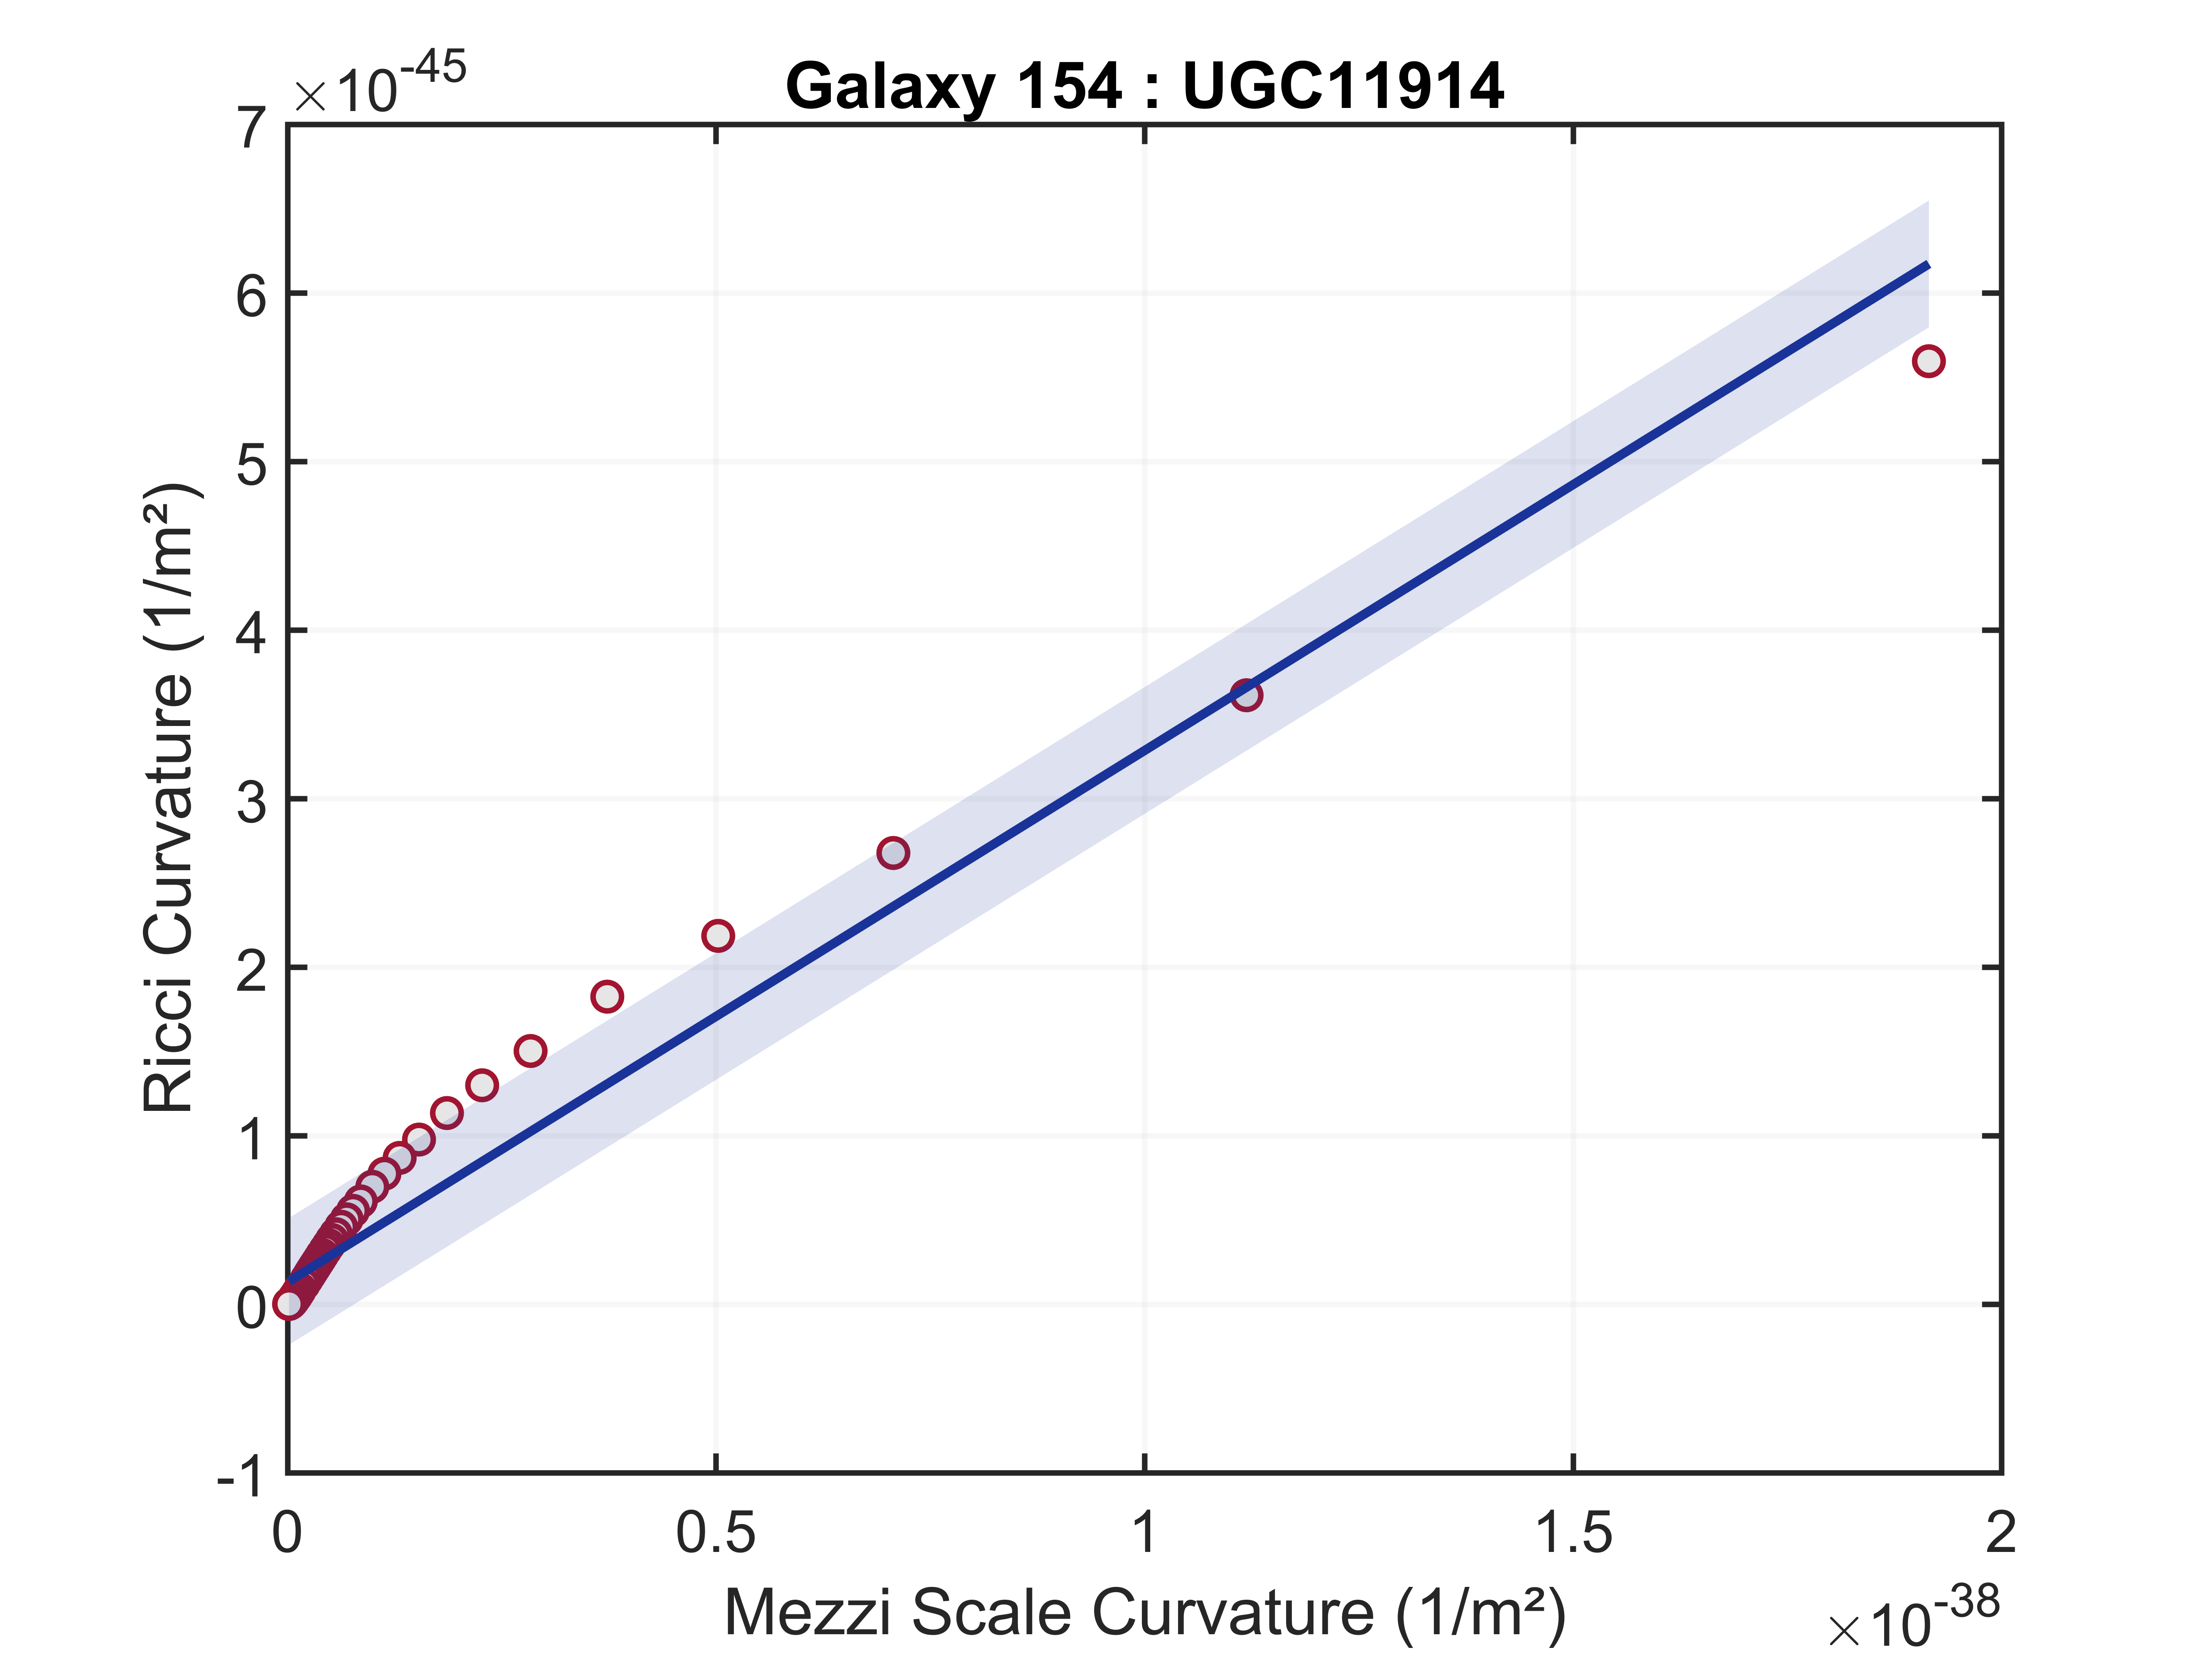 ×10⁻⁴⁵
Galaxy 154 : UGC11914
7
6
5
4
3
2
1
0
-1
Ricci Curvature (1/m²)
0 0.5 1 1.5 2
Mezzi Scale Curvature (1/m²)
×10⁻³⁸